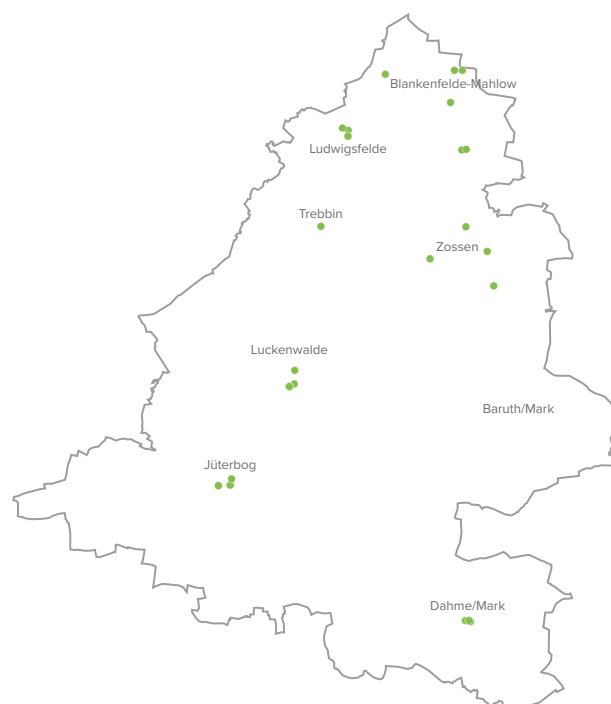 Blankenfelde-Mahlow
Ludwigsfelde
Trebbin
Zossen
Luckenwalde
Baruth/Mark
Jüterbog
Dahme/Mark